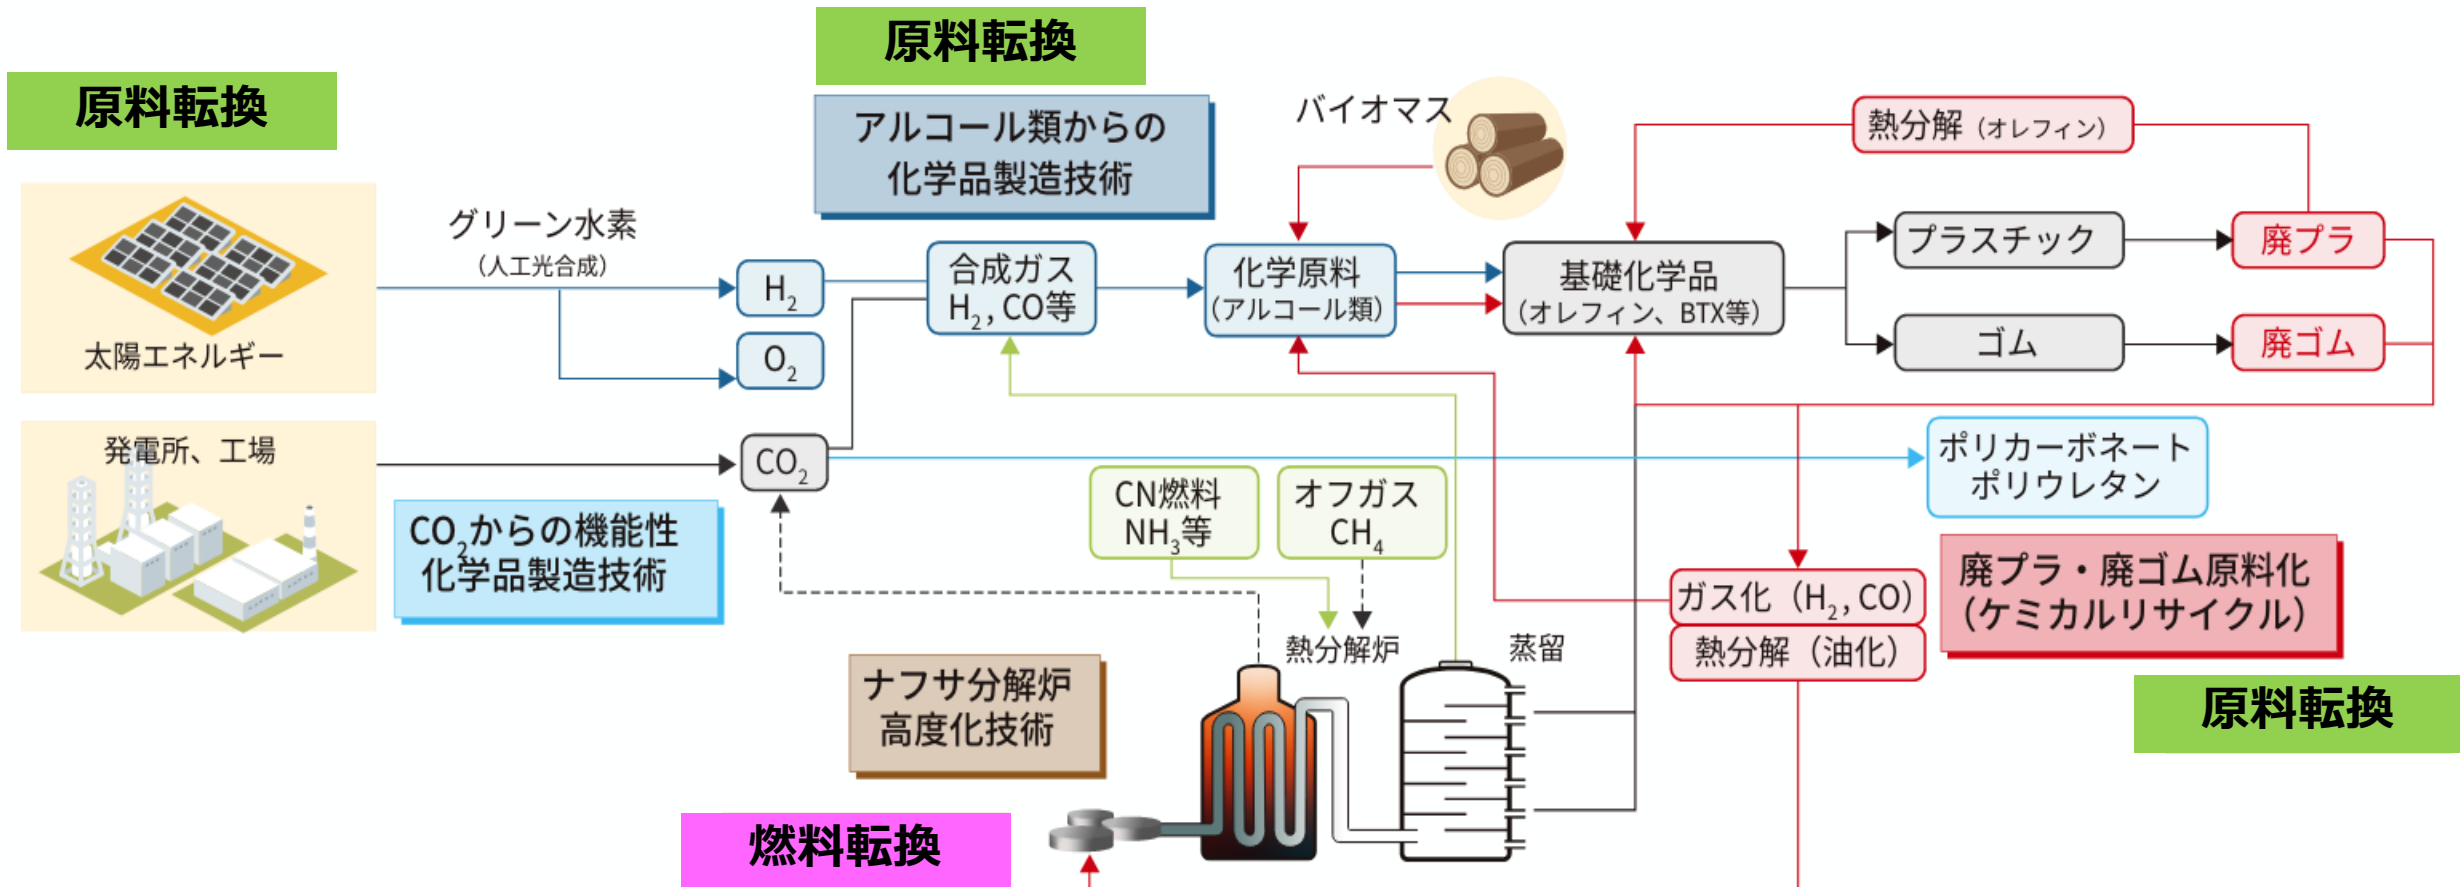 原料転換
原料転換
アルコール類からの
化学品製造技術
バイオマス
熱分解（オレフィン）
グリーン水素
（人工光合成）
太陽エネルギー
H2
O2
合成ガス
H2, CO等
化学原料
（アルコール類）
基礎化学品
（オレフィン、BTX等）
プラスチック
廃プラ
ゴム
廃ゴム
発電所、工場
CO2
ポリカーボネート
ポリウレタン
CO2からの機能性
化学品製造技術
CN燃料
NH3等
オフガス
CH4
熱分解炉
蒸留
ガス化（H2, CO）
熱分解（油化）
廃プラ・廃ゴム原料化
（ケミカルリサイクル）
原料転換
ナフサ分解炉
高度化技術
燃料転換